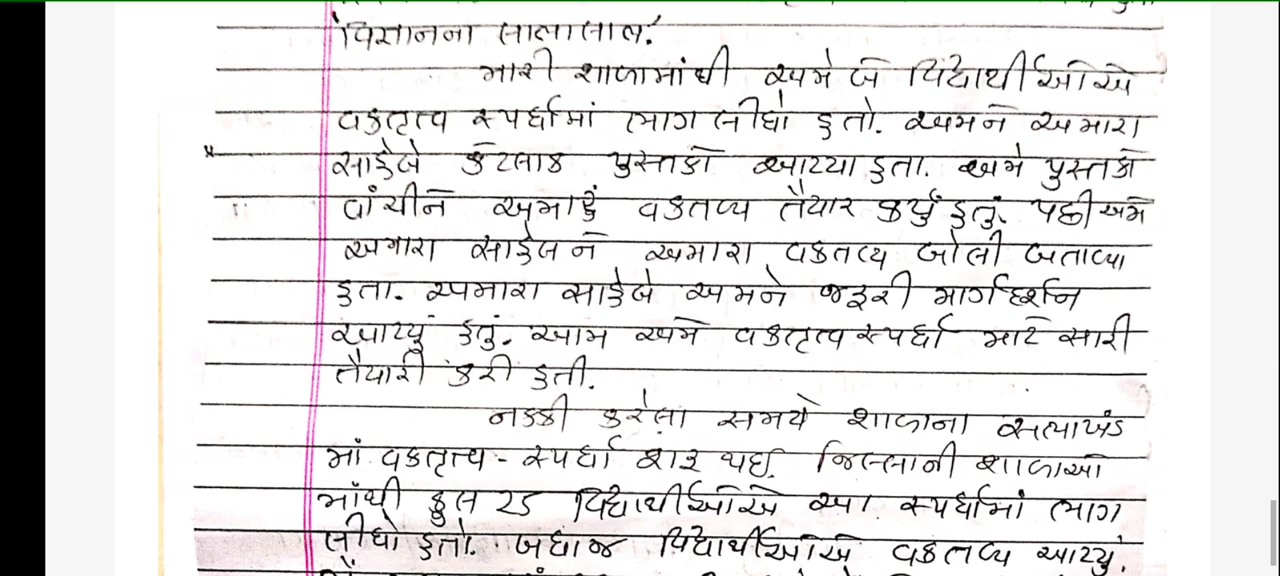 'વિજ્ઞાનના લાભાલાભ.'
મારી શાળામાંથી અમે બે વિદ્યાર્થીઓએ
વક્તૃત્વ સ્પર્ધામાં ભાગ લીધો હતો. અમને અમારા
સાહેબે કેટલાક પુસ્તકો આપ્યા હતા. અમે પુસ્તકો
વાંચીને અમારું વક્તવ્ય તૈયાર કર્યું હતું. પછી અમે
અમારા સાહેબને અમારા વક્તવ્ય બોલી બતાવ્યા
હતા. અમારા સાહેબે અમને જરૂરી માર્ગદર્શન
આપ્યું હતું. આમ અમે વક્તૃત્વ સ્પર્ધા માટે સારી
તૈયારી કરી હતી.
નક્કી કરેલા સમયે શાળાના સભાખંડ
માં વક્તૃત્વ - સ્પર્ધા શરૂ થઈ. જિલ્લાની શાળાઓ
માંથી કુલ ૨૬ વિદ્યાર્થીઓએ આ સ્પર્ધામાં ભાગ
લીધો હતો. બધાજ વિદ્યાર્થીઓએ વક્તવ્ય આપ્યું.